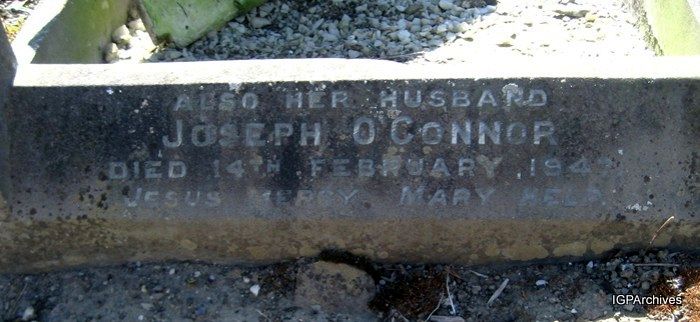 ALSO HER HUSBAND
JOSEPH O'CONNOR
DIED 14TH FEBRUARY
JESUS MERCY MARY HELP
IGPArchives